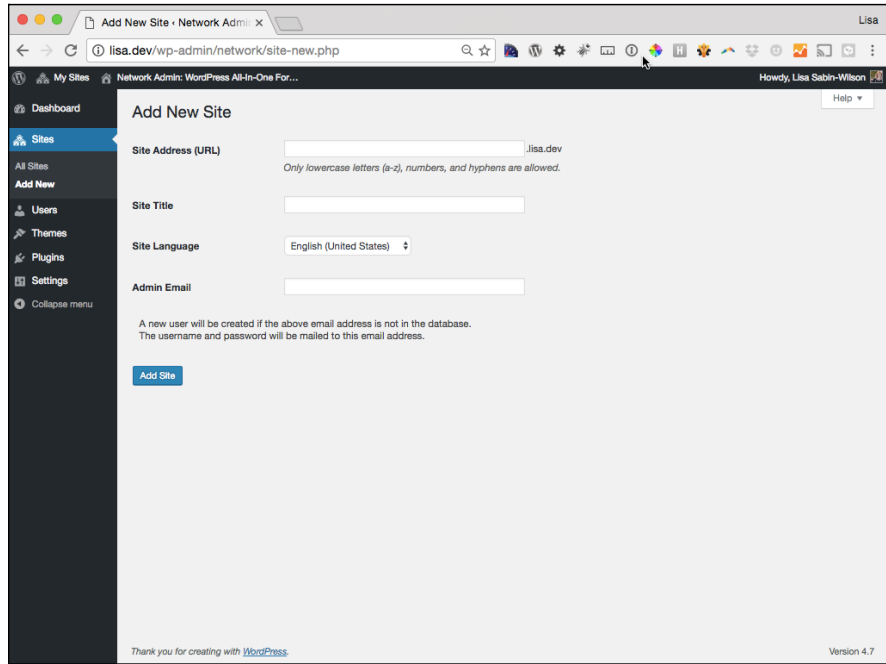 Add New Site ‹ Network Admi
Lisa
lisa.dev/wp-admin/network/site-new.php
My Sites
Network Admin: WordPress All-In-One For...
Howdy, Lisa Sabin-Wilson
Help
Dashboard
Sites
All Sites
Add New
Users
Themes
Plugins
Settings
Collapse menu
Add New Site
Site Address (URL)
.lisa.dev
Only lowercase letters (a-z), numbers, and hyphens are allowed.
Site Title
Site Language
English (United States)
Admin Email
A new user will be created if the above email address is not in the database.
The username and password will be mailed to this email address.
Add Site
Thank you for creating with WordPress.
Version 4.7